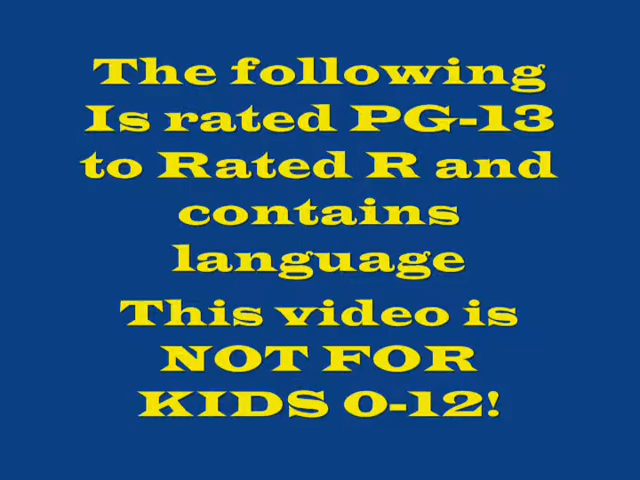 The following
Is rated PG-13
to Rated R and
contains
language
This video is
NOT FOR
KIDS 0-12!